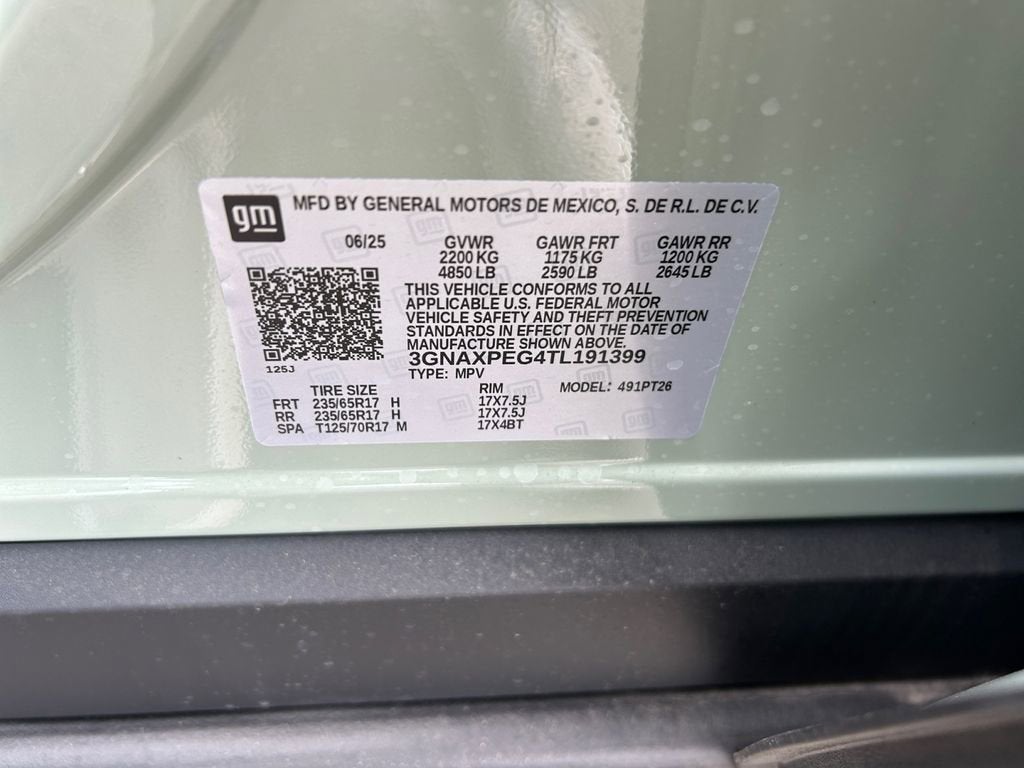 gm MFD BY GENERAL MOTORS DE MEXICO, S. DE R.L. DE C.V.
06/25 GVWR GAWR FRT GAWR RR
2200 KG 1175 KG 1200 KG
4850 LB 2590 LB 2645 LB
THIS VEHICLE CONFORMS TO ALL
APPLICABLE U.S. FEDERAL MOTOR
VEHICLE SAFETY AND THEFT PREVENTION
STANDARDS IN EFFECT ON THE DATE OF
MANUFACTURE SHOWN ABOVE.
3GNAXPEG4TL191399
125J TYPE: MPV
TIRE SIZE RIM MODEL: 491PT26
FRT 235/65R17 H 17X7.5J
RR 235/65R17 H 17X7.5J
SPA T125/70R17 M 17X4BT